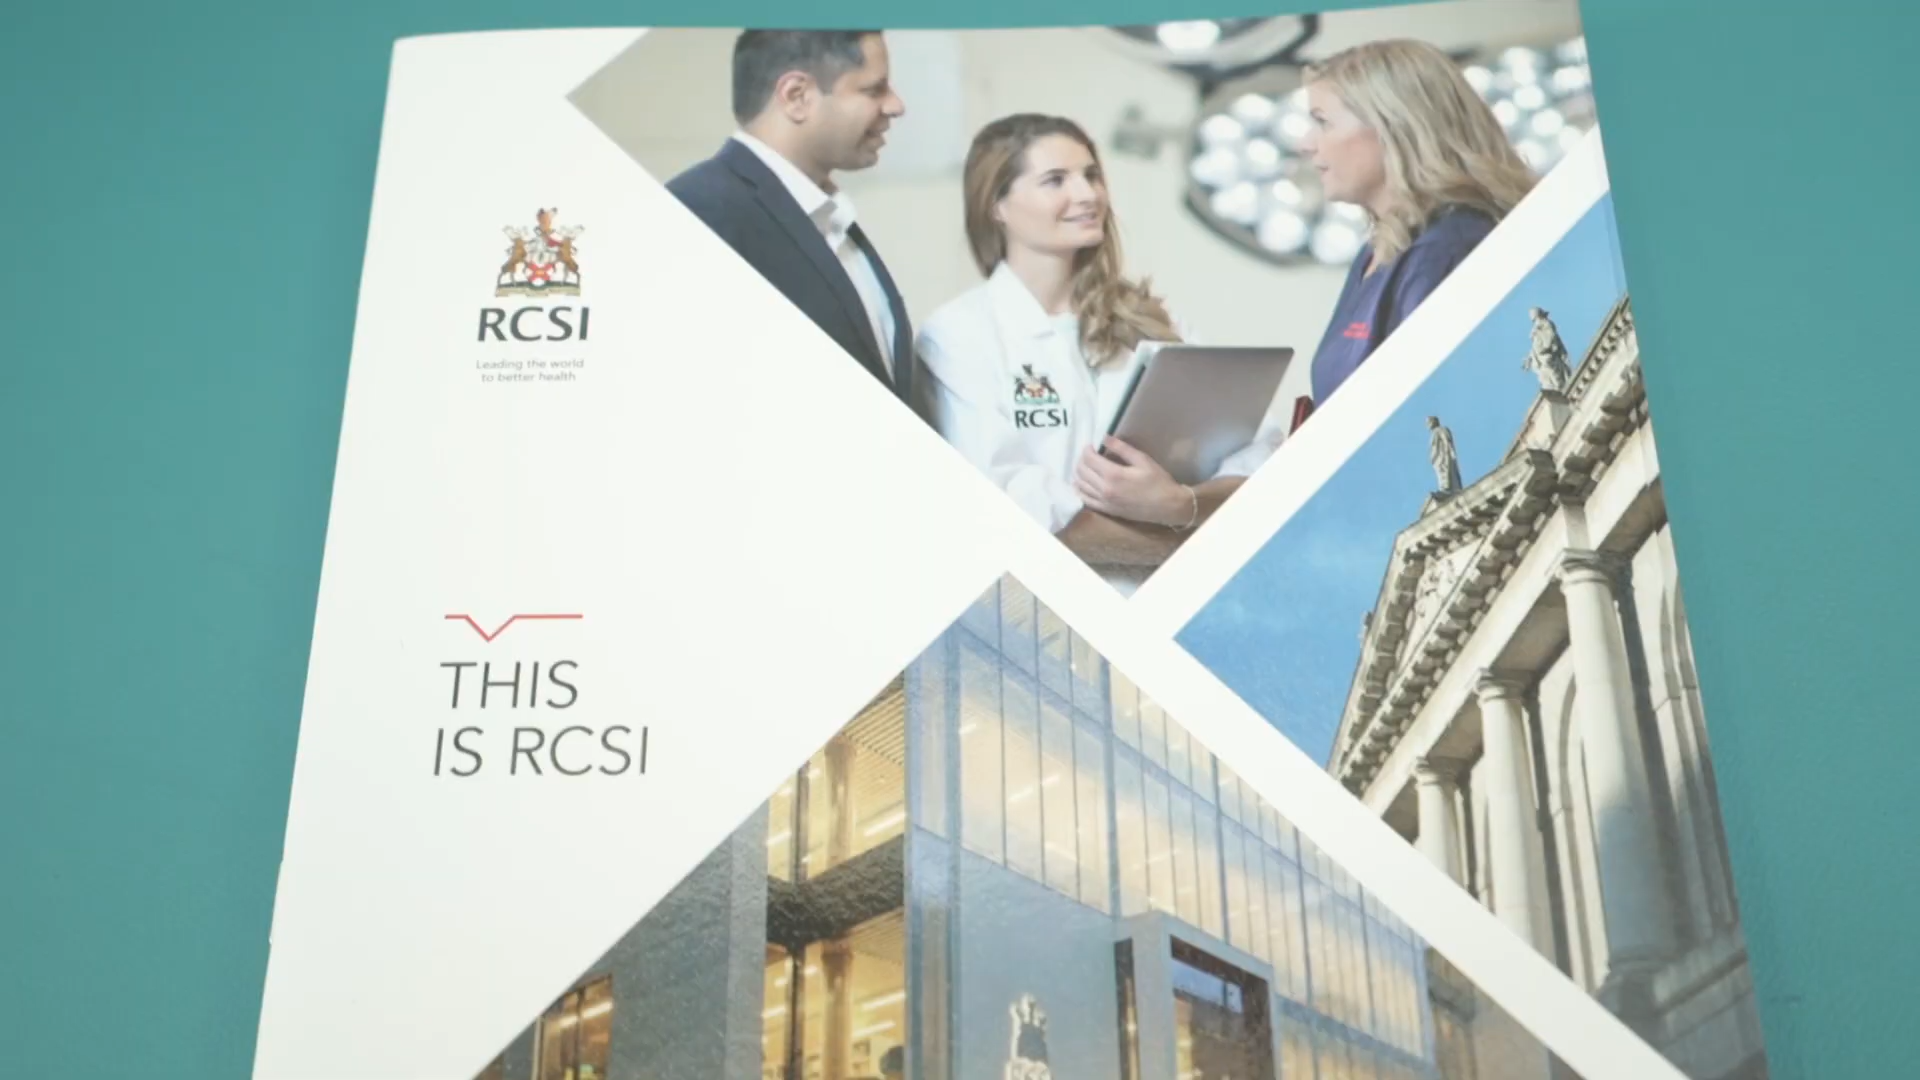 RCSI
Leading the world
to better health
RCSI
THIS
IS RCSI